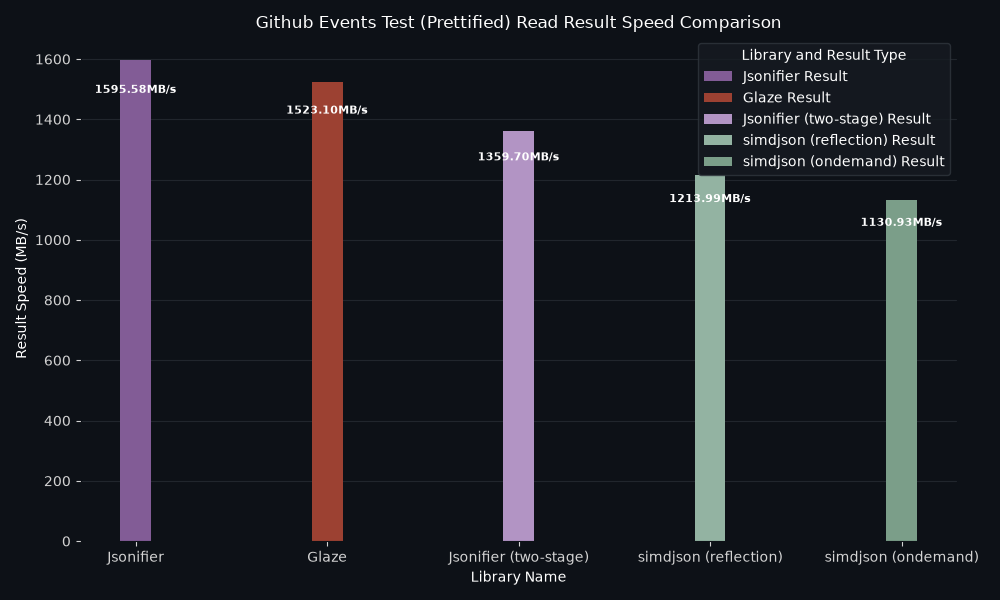 Github Events Test (Prettified) Read Result Speed Comparison
Library and Result Type
Jsonifier Result
Glaze Result
Jsonifier (two-stage) Result
simdjson (reflection) Result
simdjson (ondemand) Result
1595.58MB/s
1523.10MB/s
1359.70MB/s
1213.99MB/s
1130.93MB/s
Result Speed (MB/s)
1600
1400
1200
1000
800
600
400
200
0
Jsonifier
Glaze
Jsonifier (two-stage)
simdjson (reflection)
simdjson (ondemand)
Library Name